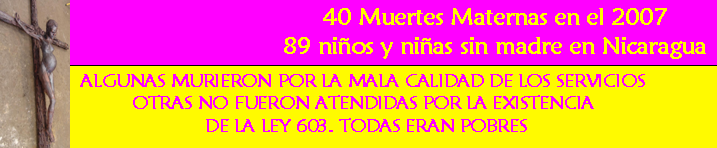 40 Muertes Maternas en el 2007
89 niños y niñas sin madre en Nicaragua
ALGUNAS MURIERON POR LA MALA CALIDAD DE LOS SERVICIOS
OTRAS NO FUERON ATENDIDAS POR LA EXISTENCIA
DE LA LEY 603. TODAS ERAN POBRES